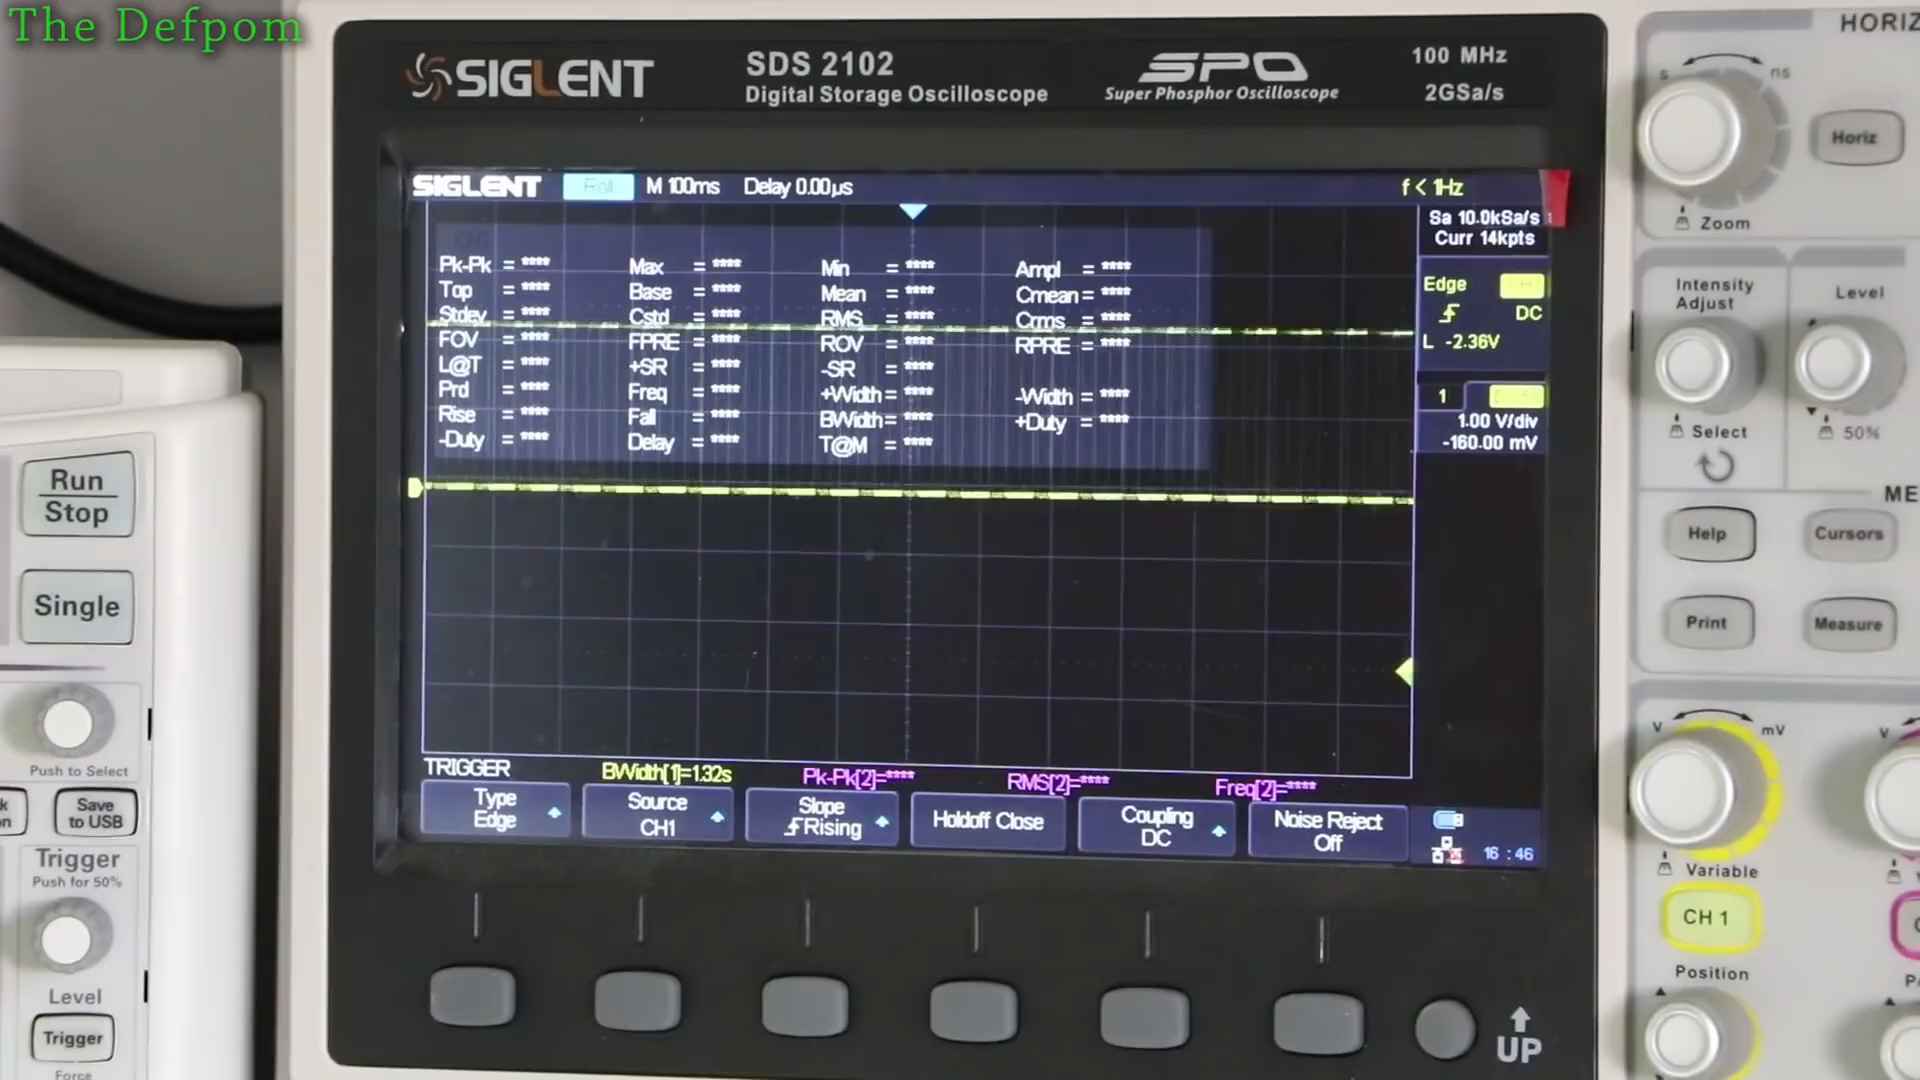 The Defpom
SIGLENT
SDS 2102
Digital Storage Oscilloscope
SPO
Super Phosphor Oscilloscope
100 MHz
2GSa/s
SIGLENT Roll M 100ms Delay 0.00µs f < 1Hz
Sa 10.0kSa/s
Curr 14kpts
Pk-Pk = **** Max = **** Min = **** Ampl = ****
Top = **** Base = **** Mean = **** Cmean = ****
Stdev = **** Cstd = **** RMS = **** Crms = ****
FOV = **** FPRE = **** ROV = **** RPRE = ****
L@T = **** +SR = **** -SR = ****
Prd = **** Freq = **** +Width = **** -Width = ****
Rise = **** Fall = **** BWidth = **** +Duty = ****
-Duty = **** Delay = **** T@M = ****
Edge
DC
L -2.36V
1
1.00 V/div
-160.00 mV
TRIGGER BWidth[1]=1.32s Pk-Pk[2]=**** RMS[2]=**** Freq[2]=****
Type
Edge
Source
CH1
Slope
Rising
Holdoff Close
Coupling
DC
Noise Reject
Off
16 : 46
UP
Run
Stop
Single
Push to Select
Save
to USB
Trigger
Push for 50%
Level
Trigger
Force
HORIZ
s ns
Horiz
Zoom
Intensity
Adjust
Level
Select
50%
ME
Help
Cursors
Print
Measure
V mV
V
Variable
CH 1
Position